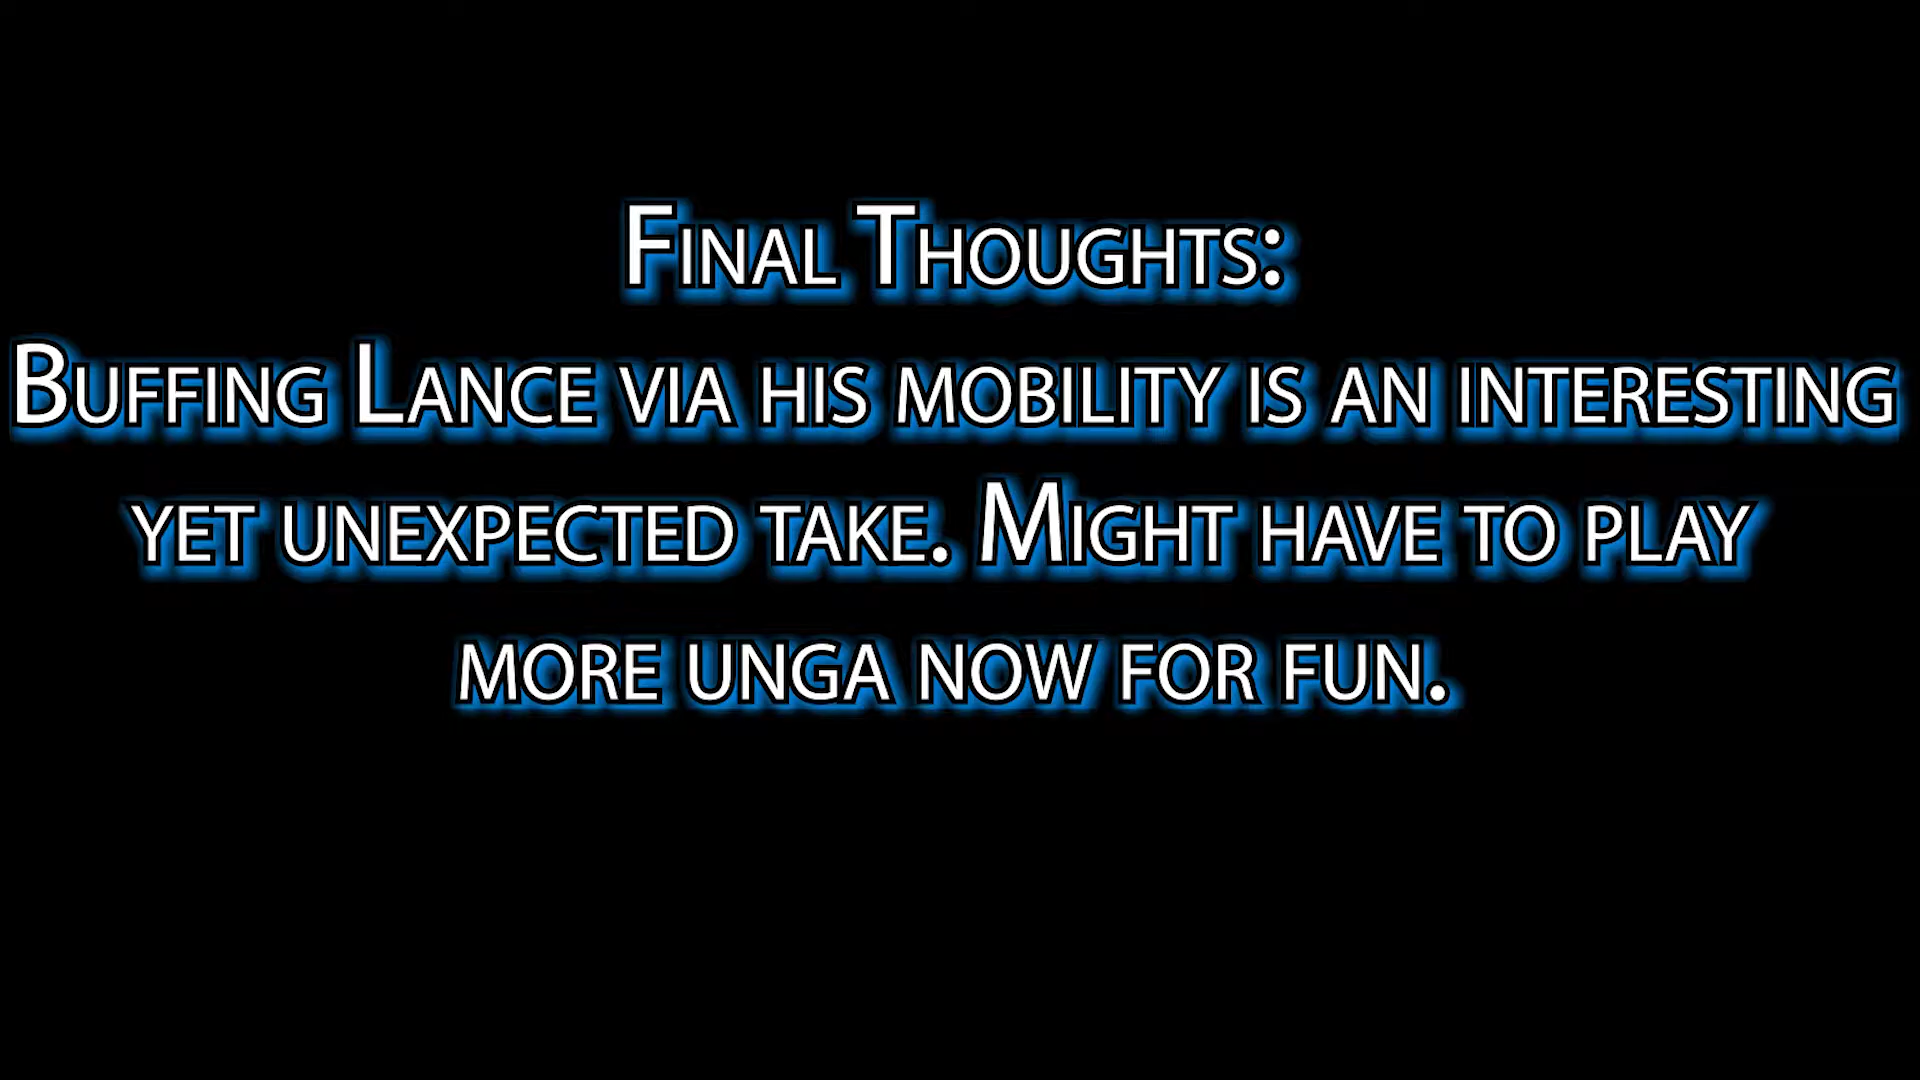 Final Thoughts:
Buffing Lance via his mobility is an interesting
yet unexpected take. Might have to play
more unga now for fun.